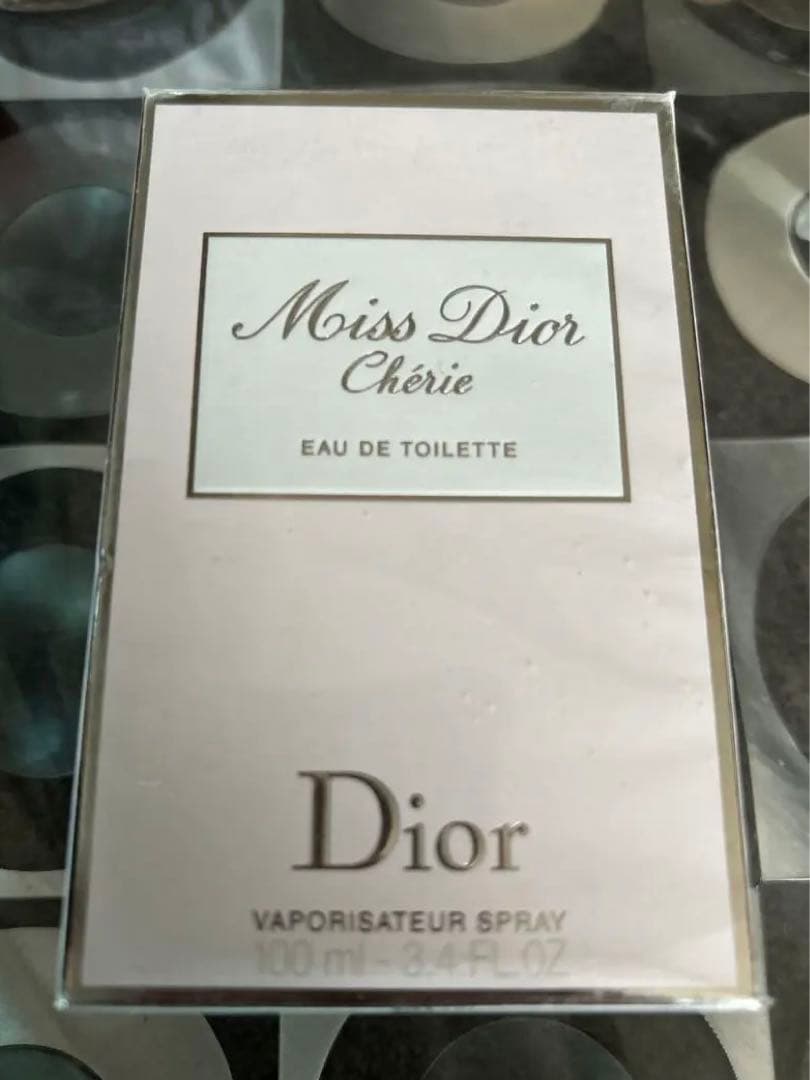 Miss Dior
Chérie
EAU DE TOILETTE
Dior
VAPORISATEUR SPRAY
100 ml - 3.4 FL.OZ